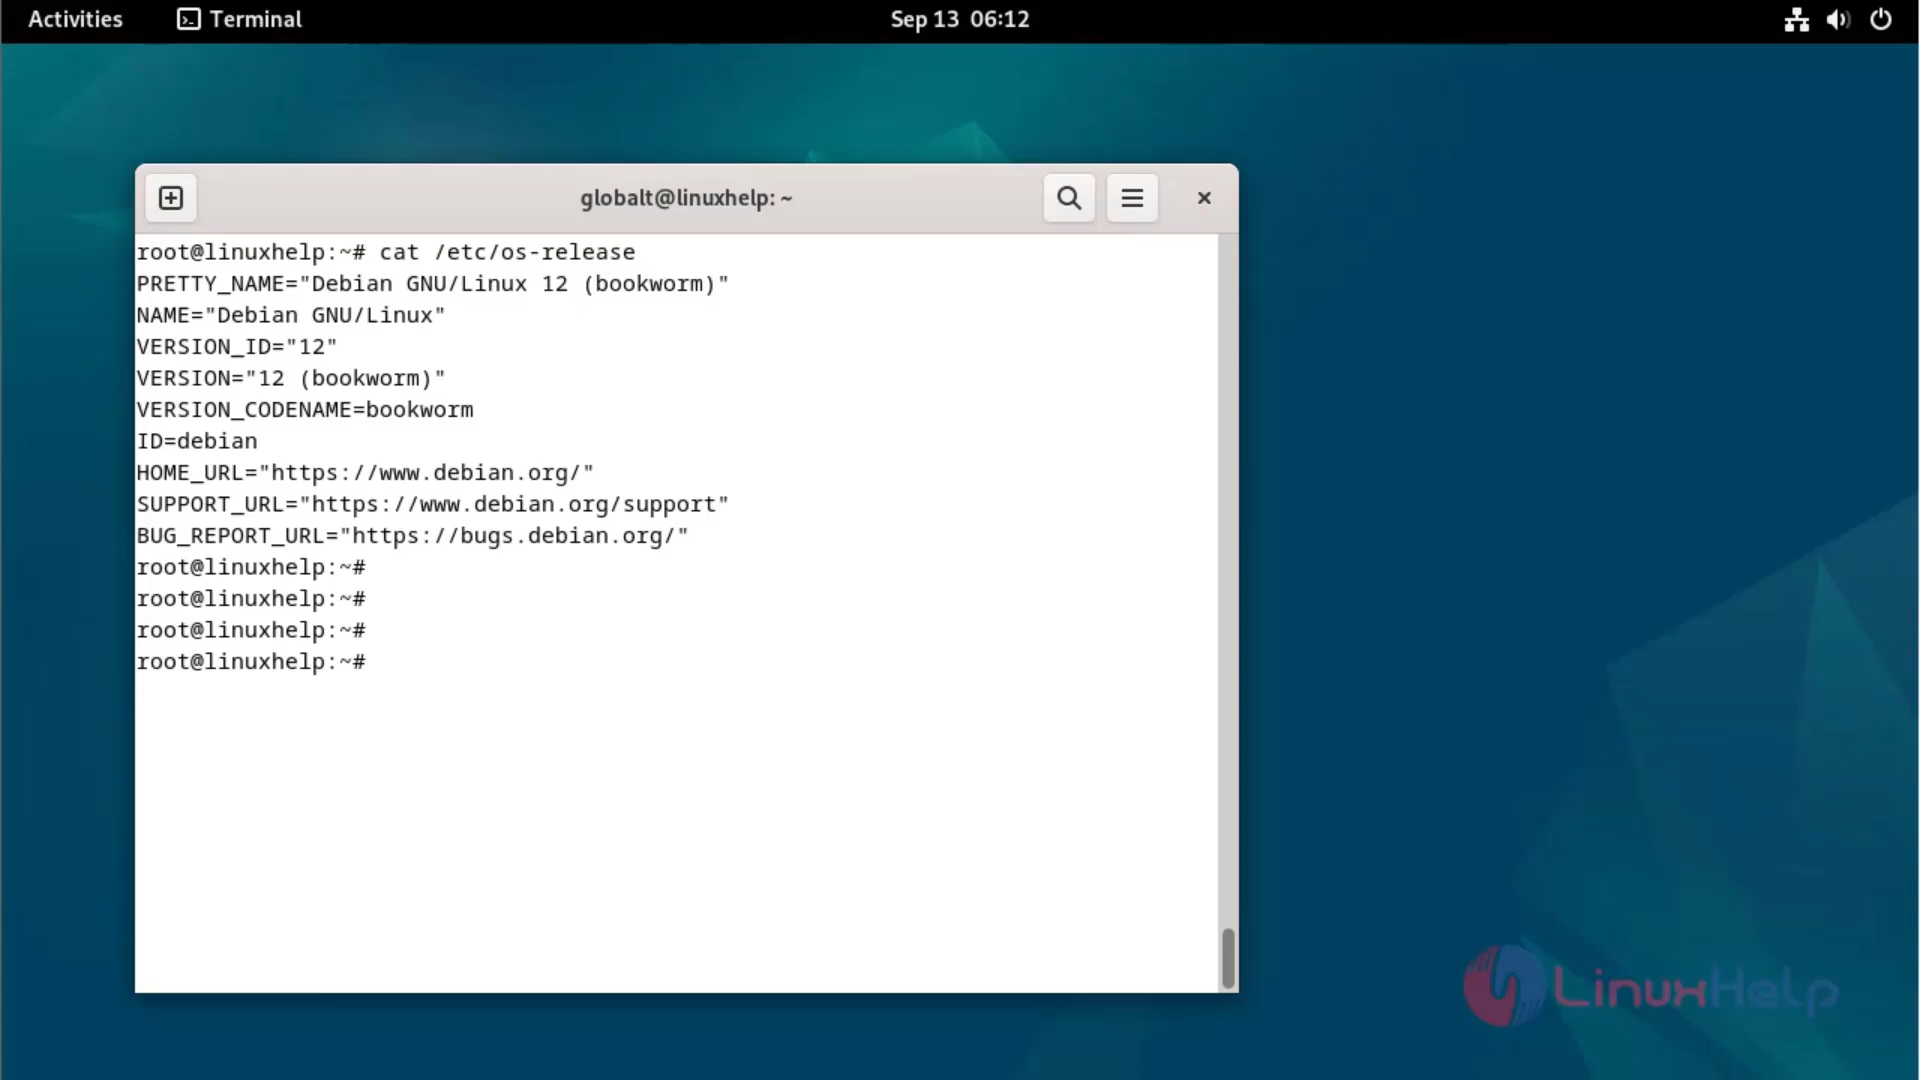 Activities Terminal Sep 13 06:12
globalt@linuxhelp: ~
root@linuxhelp:~# cat /etc/os-release
PRETTY_NAME="Debian GNU/Linux 12 (bookworm)"
NAME="Debian GNU/Linux"
VERSION_ID="12"
VERSION="12 (bookworm)"
VERSION_CODENAME=bookworm
ID=debian
HOME_URL="https://www.debian.org/"
SUPPORT_URL="https://www.debian.org/support"
BUG_REPORT_URL="https://bugs.debian.org/"
root@linuxhelp:~#
root@linuxhelp:~#
root@linuxhelp:~#
root@linuxhelp:~#
LinuxHelp